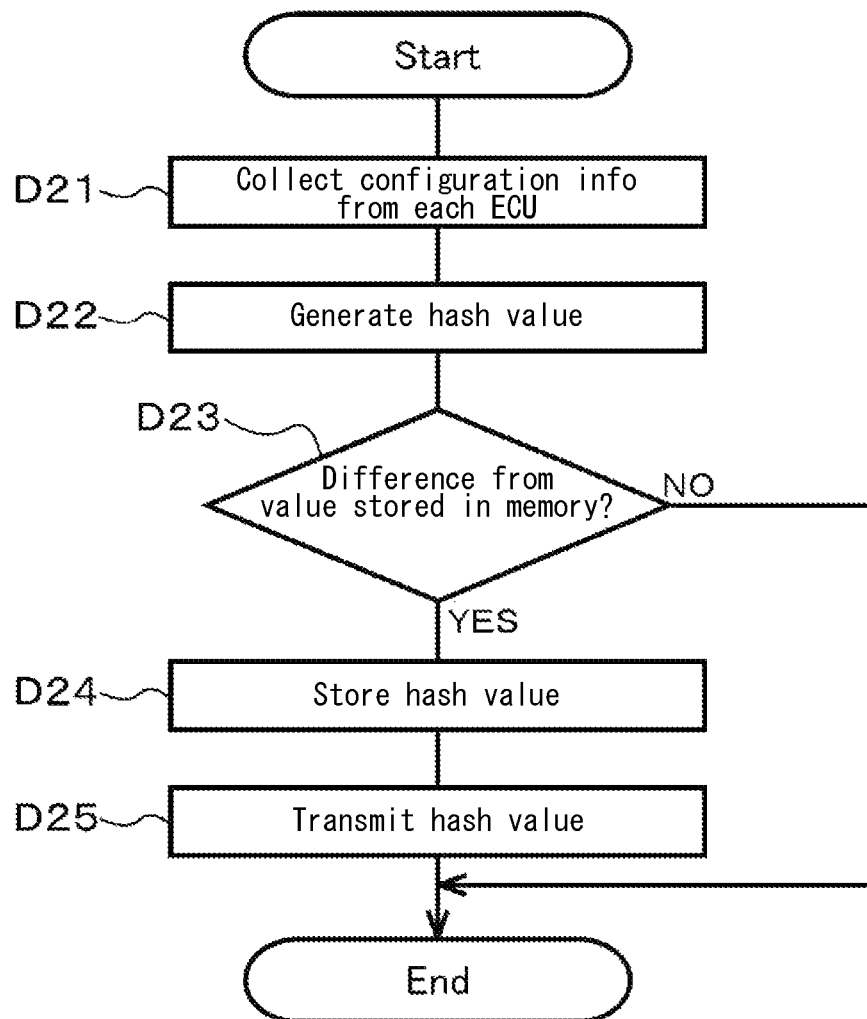 Start
D21
Collect configuration info
from each ECU
D22
Generate hash value
D23
Difference from
value stored in memory?
NO
YES
D24
Store hash value
D25
Transmit hash value
End